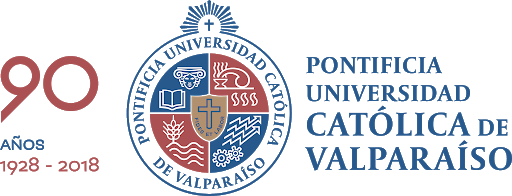 90
AÑOS
1928 - 2018
PONTIFICIA UNIVERSIDAD CATÓLICA
DE VALPARAÍSO
PONTIFICIA
UNIVERSIDAD
CATÓLICA DE
VALPARAÍSO